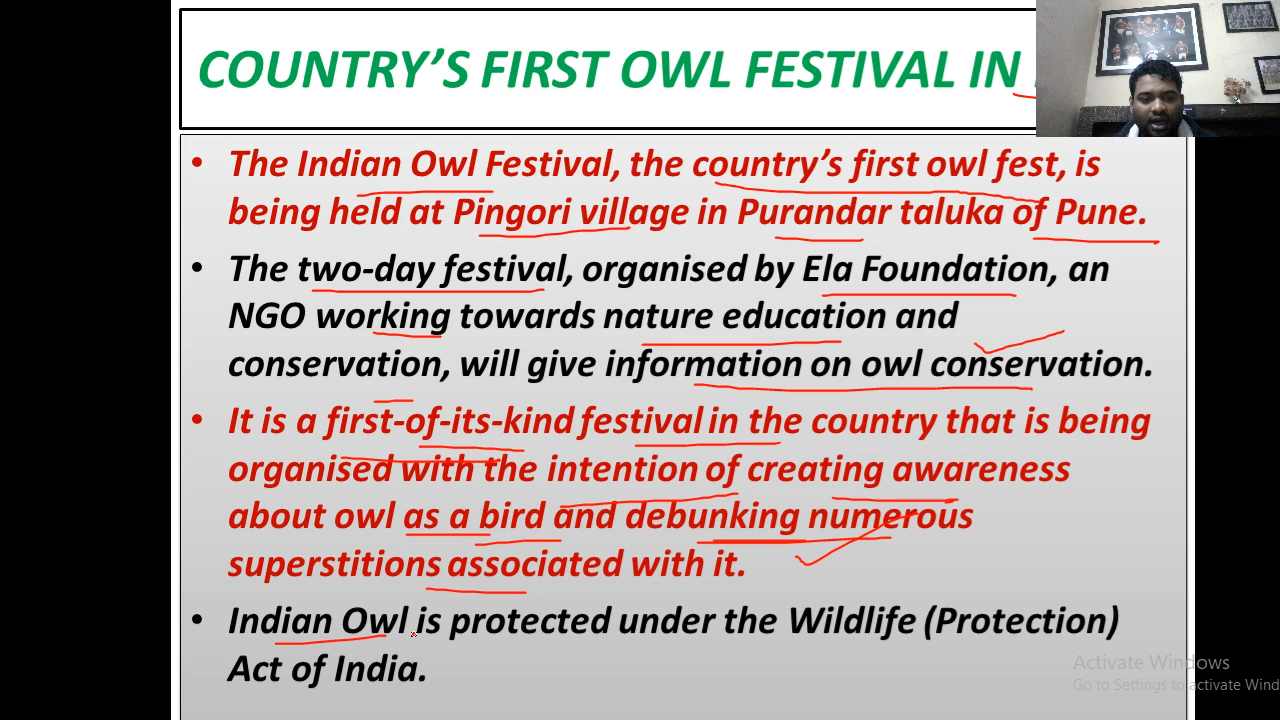 COUNTRY'S FIRST OWL FESTIVAL IN
• The Indian Owl Festival, the country's first owl fest, is
being held at Pingori village in Purandar taluka of Pune.
• The two-day festival, organised by Ela Foundation, an
NGO working towards nature education and
conservation, will give information on owl conservation.
• It is a first-of-its-kind festival in the country that is being
organised with the intention of creating awareness
about owl as a bird and debunking numerous
superstitions associated with it.
• Indian Owl is protected under the Wildlife (Protection)
Act of India.
Activate Windows
Go to Settings to activate Wind